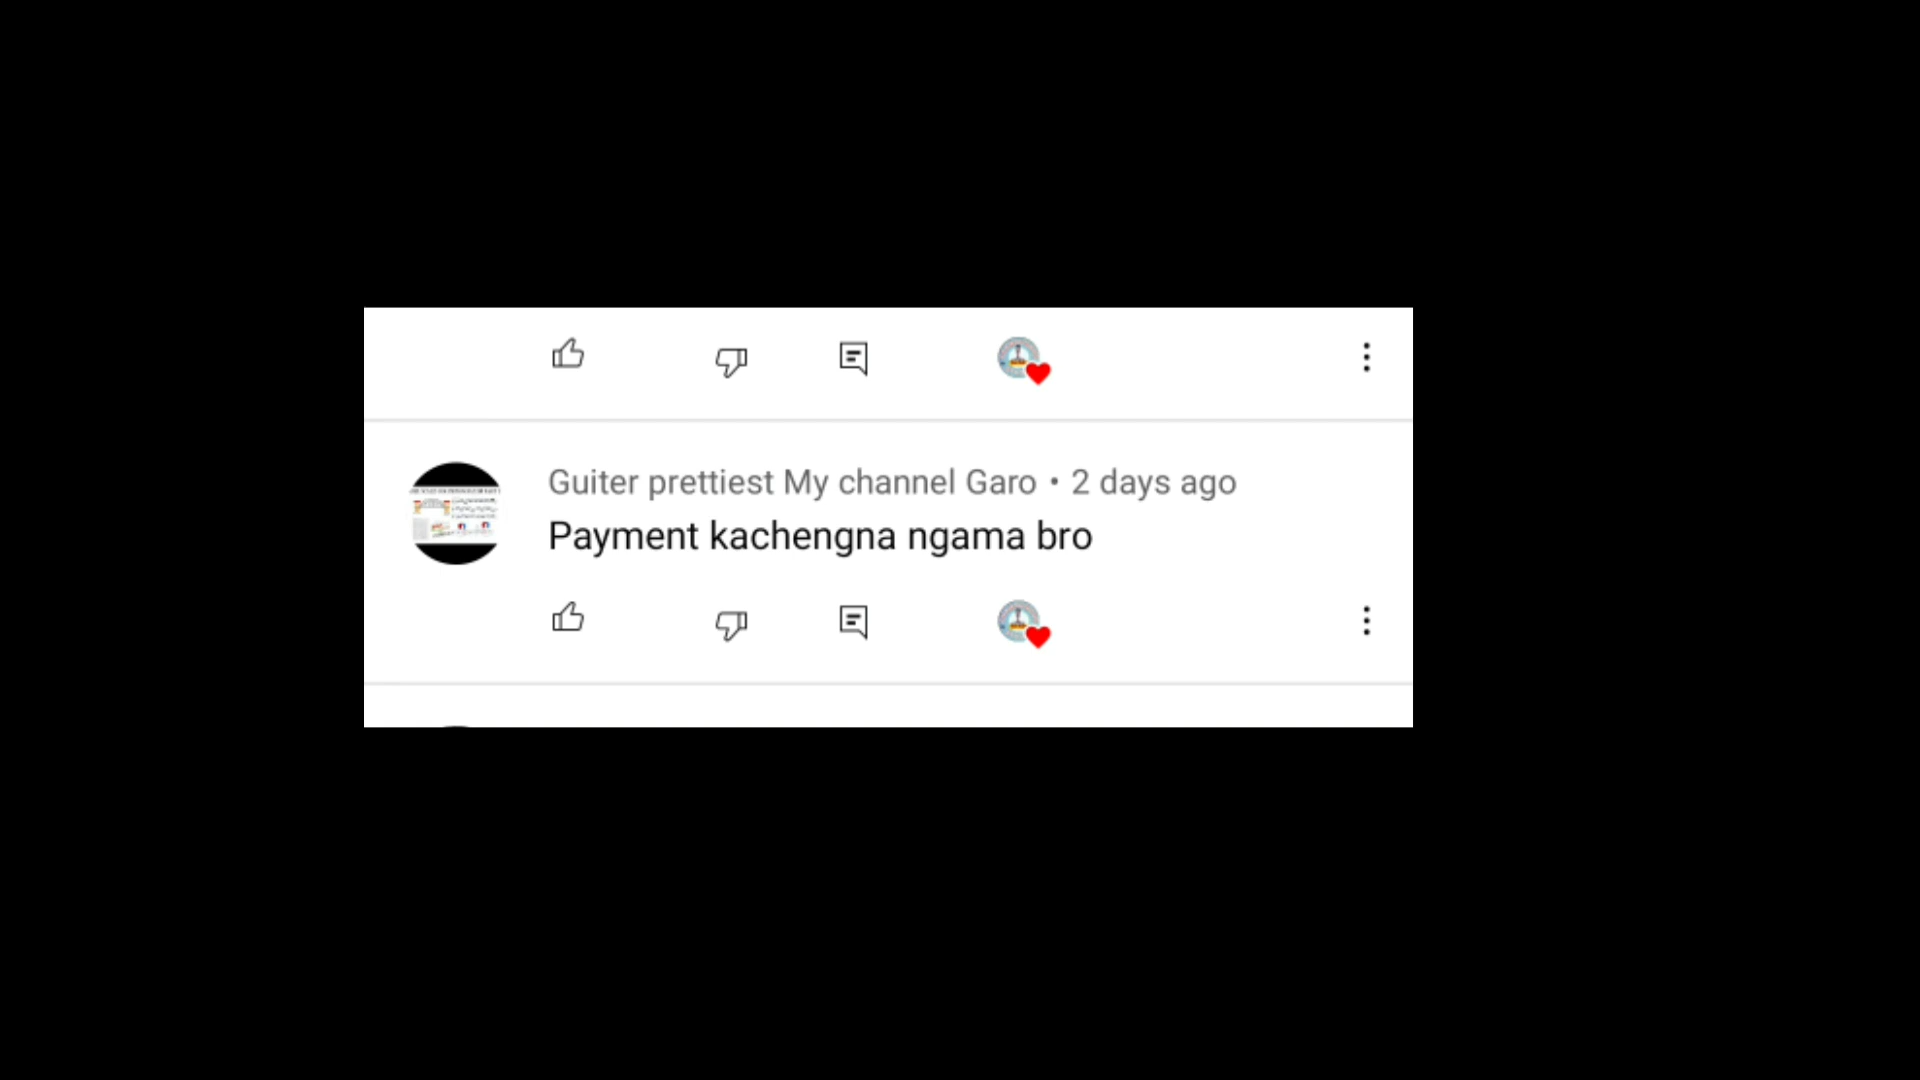 Guiter prettiest My channel Garo • 2 days ago
Payment kachengna ngama bro